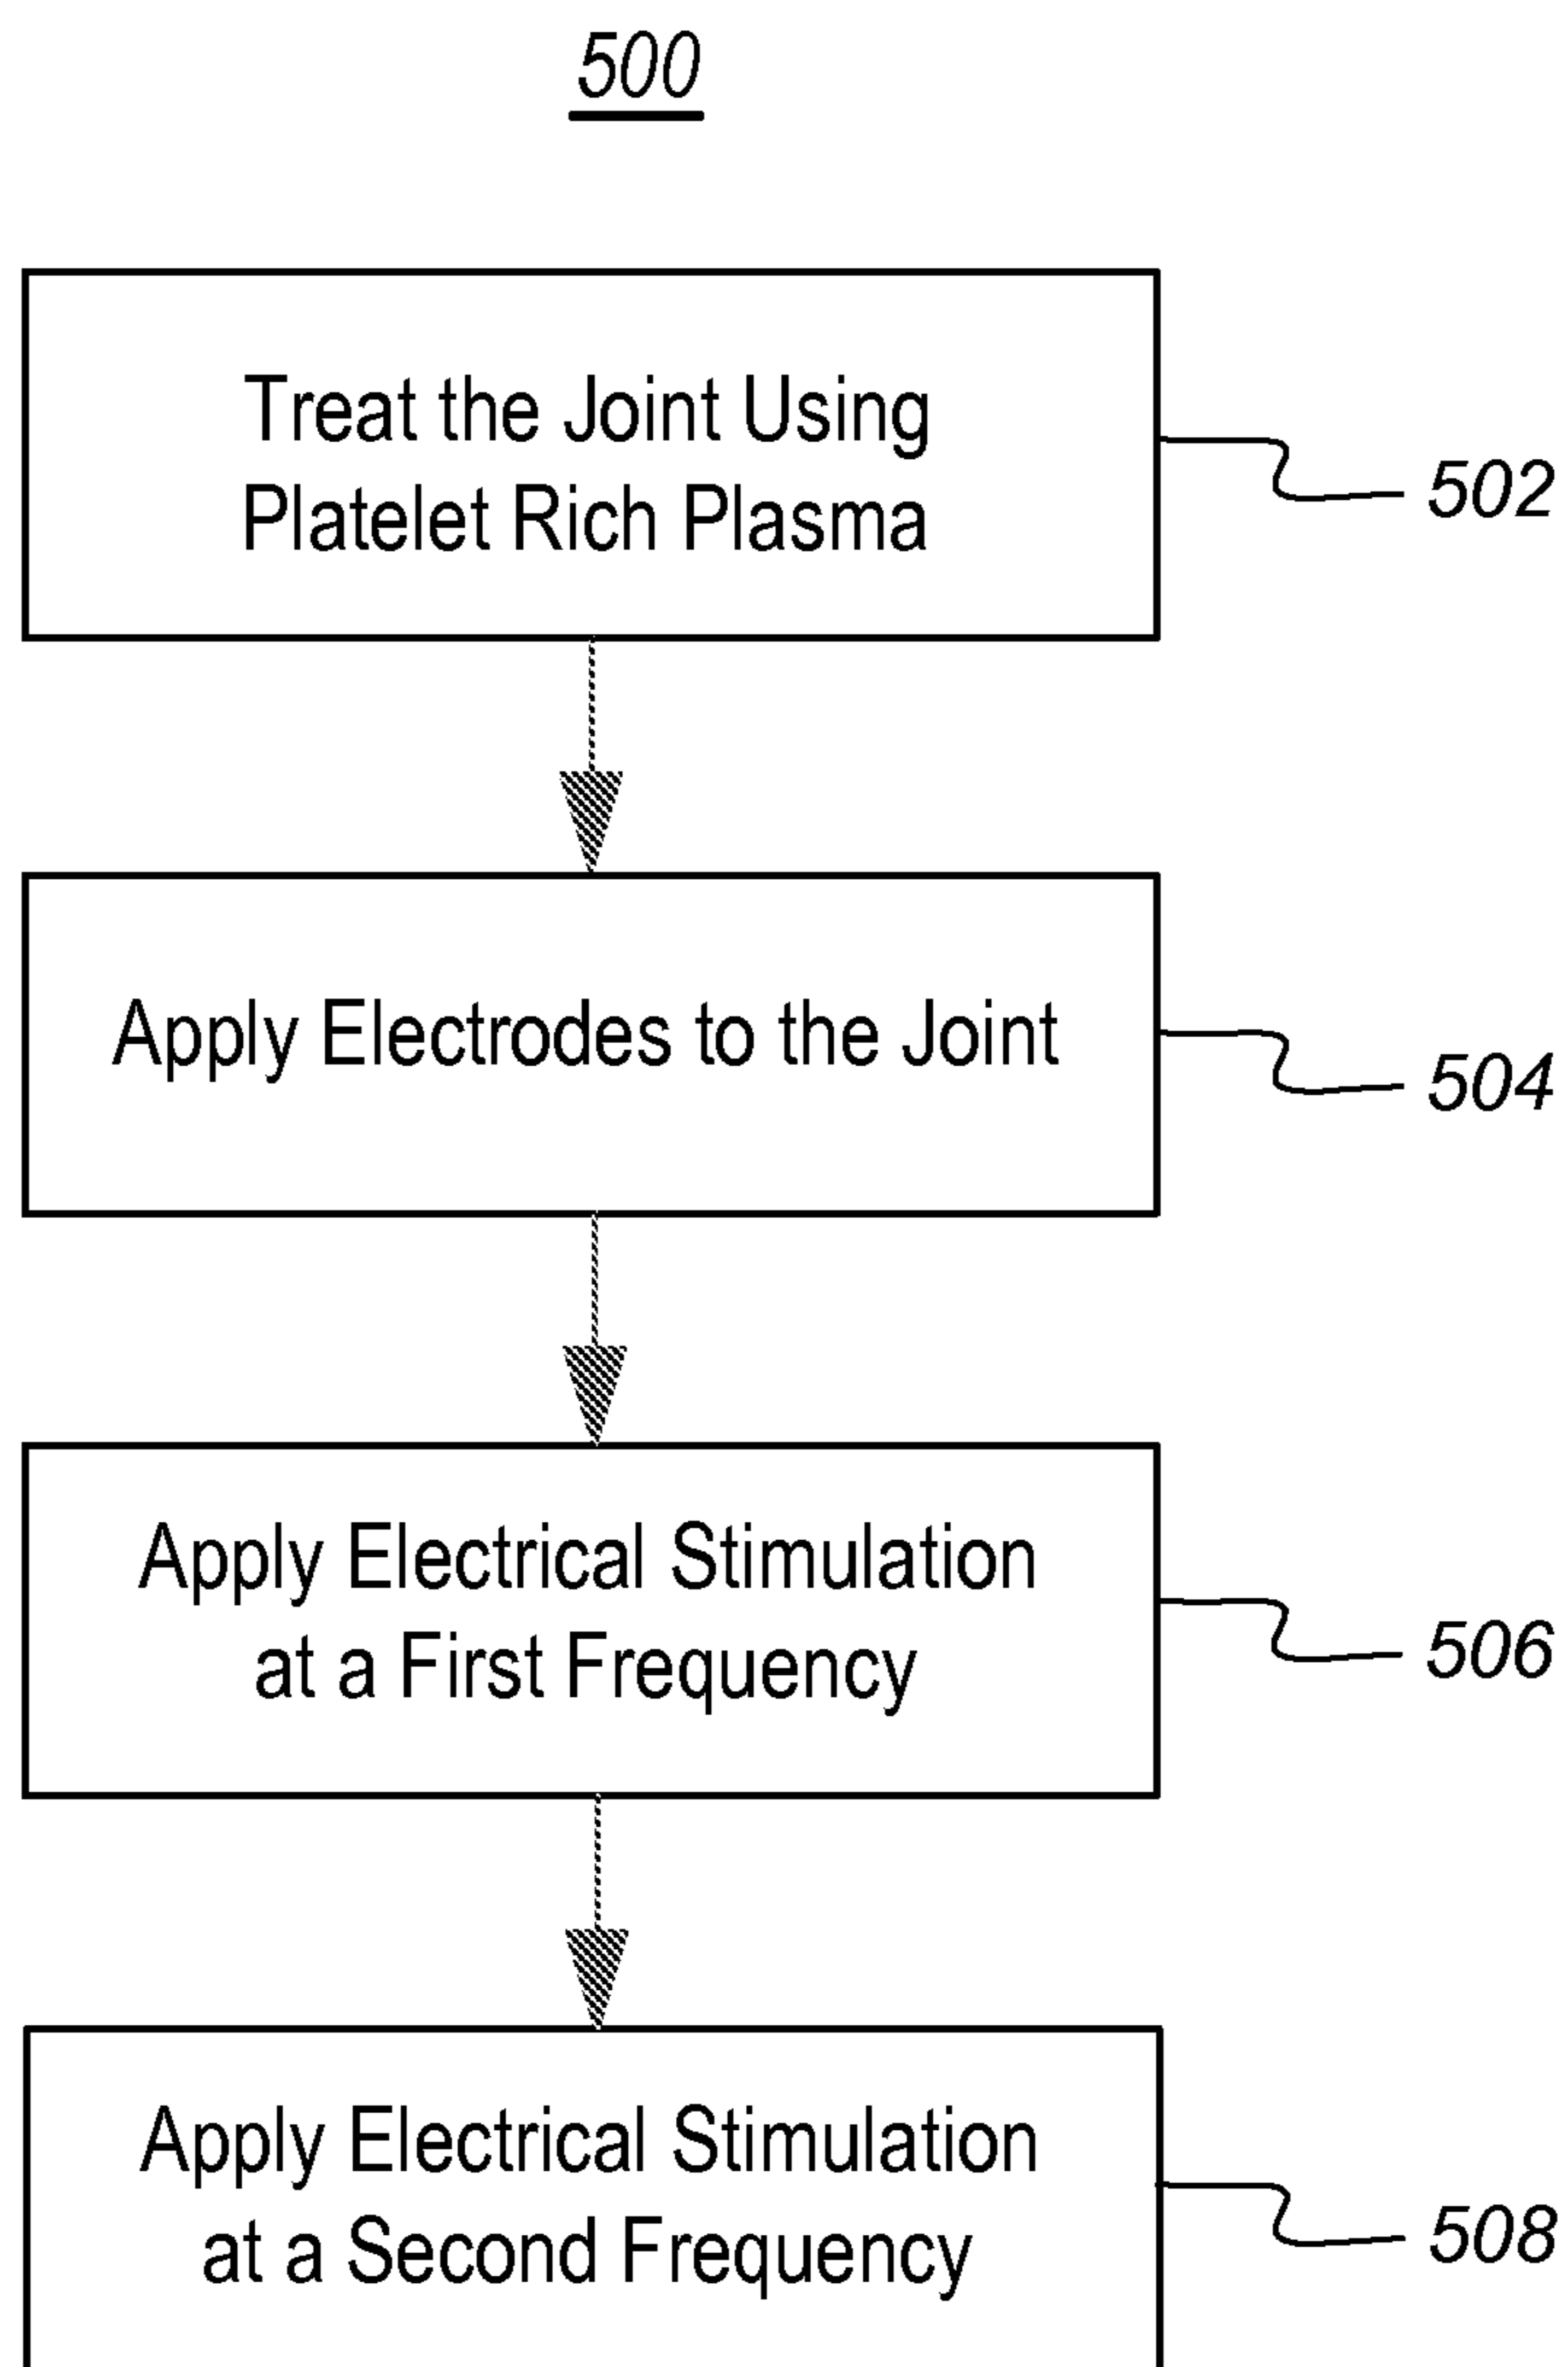 500
Treat the Joint Using
Platelet Rich Plasma
502
Apply Electrodes to the Joint
504
Apply Electrical Stimulation
at a First Frequency
506
Apply Electrical Stimulation
at a Second Frequency
508